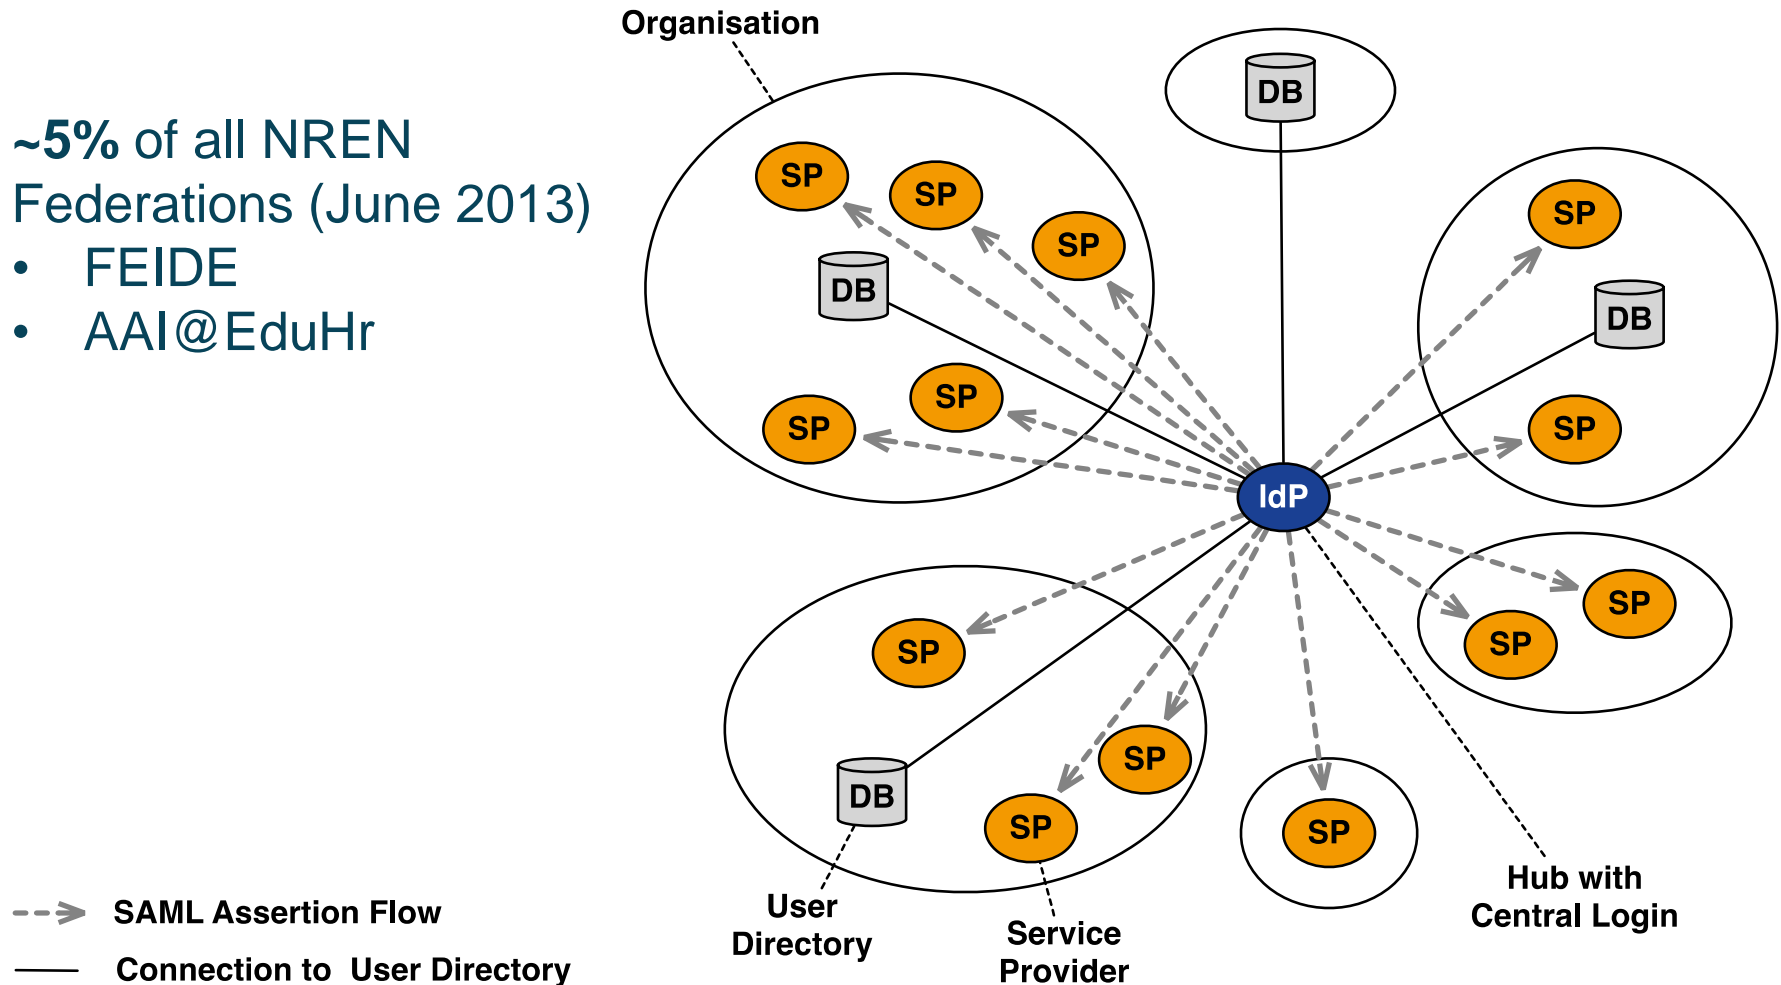 Organisation
~5% of all NREN
Federations (June 2013)
• FEIDE
• AAI@EduHr
DB
SP
SP
SP
DB
SP
SP
SP
DB
SP
IdP
SP
SP
SP
SP
DB
SP
SP
User
Directory
Service
Provider
Hub with
Central Login
SAML Assertion Flow
Connection to User Directory